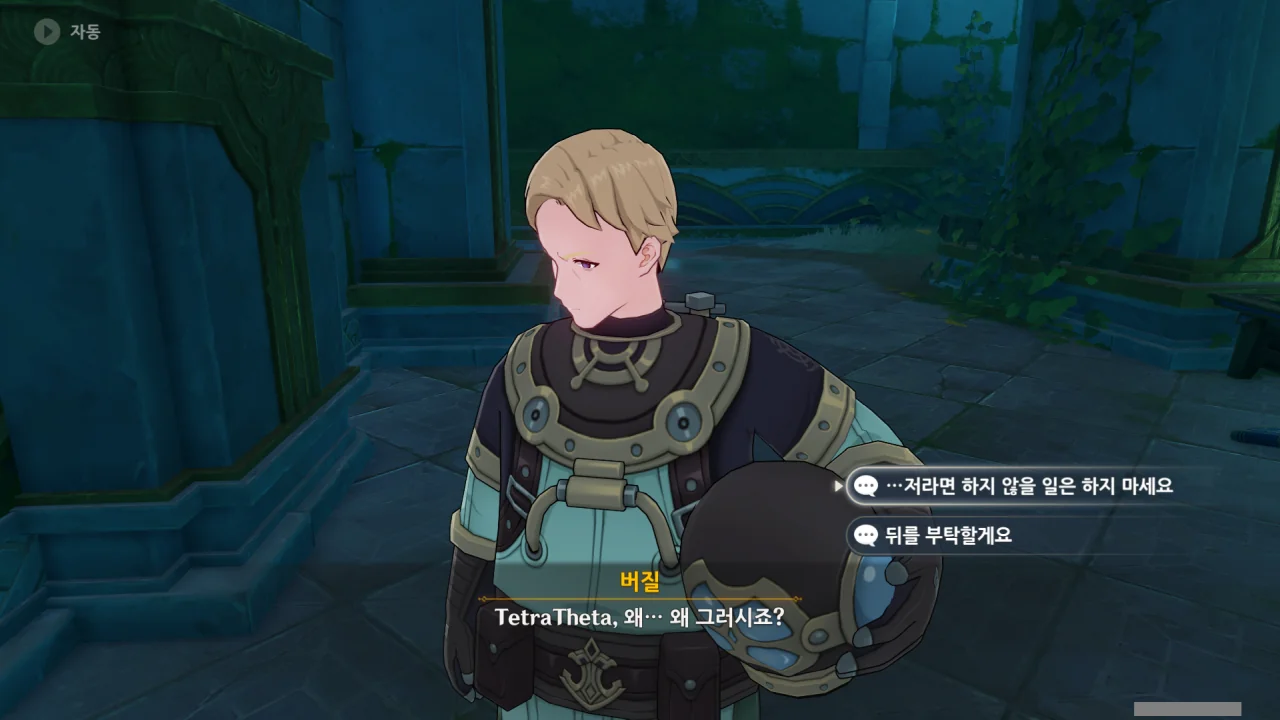 자동
…저라면 하지 않을 일은 하지 마세요
뒤를 부탁할게요
버질
TetraTheta, 왜… 왜 그러시죠?